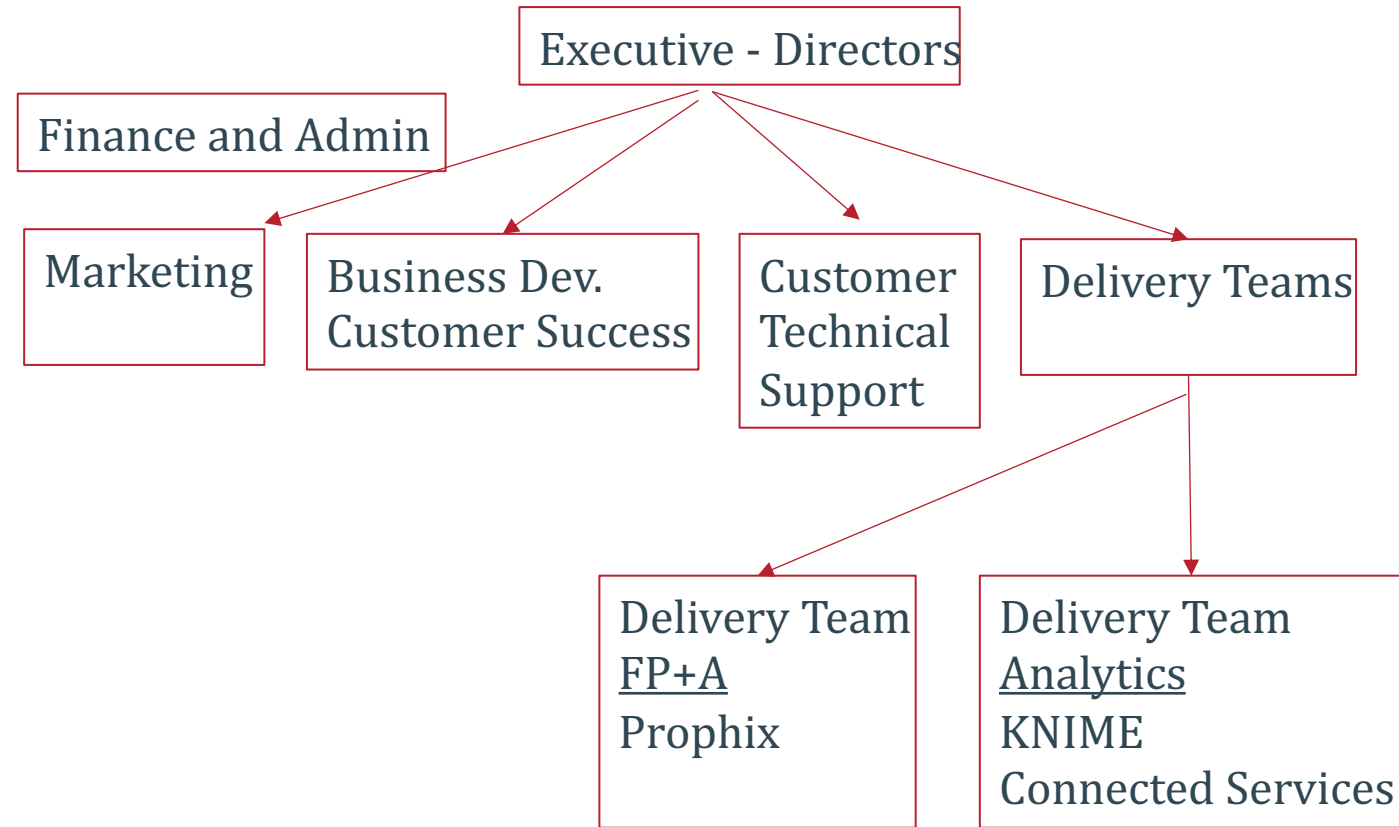 Executive - Directors
Finance and Admin
Marketing
Business Dev.
Customer Success
Customer
Technical
Support
Delivery Teams
Delivery Team
FP+A
Prophix
Delivery Team
Analytics
KNIME
Connected Services